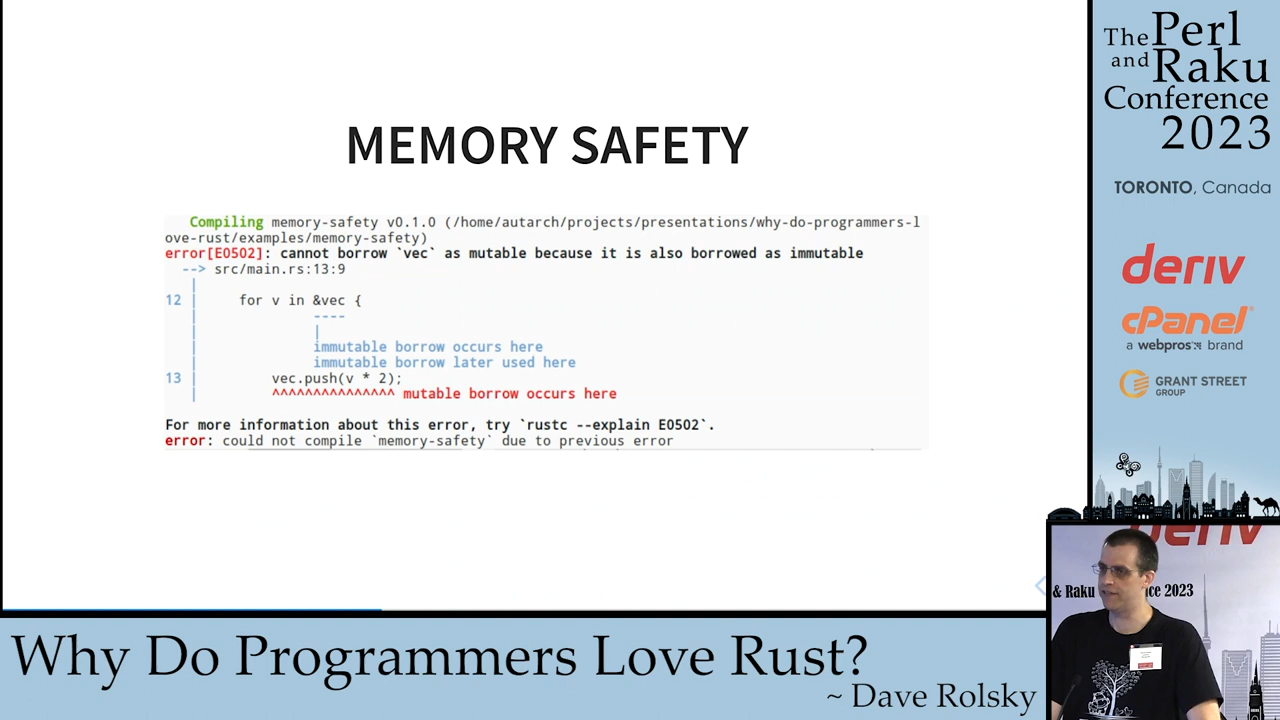 MEMORY SAFETY
Compiling memory-safety v0.1.0 (/home/autarch/projects/presentations/why-do-programmers-l
ove-rust/examples/memory-safety)
error[E0502]: cannot borrow `vec` as mutable because it is also borrowed as immutable
--> src/main.rs:13:9
|
12 | for v in &vec {
| ----
| |
| immutable borrow occurs here
| immutable borrow later used here
13 | vec.push(v * 2);
| ^^^^^^^^^^^^^^^ mutable borrow occurs here
For more information about this error, try `rustc --explain E0502`.
error: could not compile `memory-safety` due to previous error
The Perl
and Raku
Conference
2023
TORONTO, Canada
deriv
cPanel®
a webpros brand
GRANT STREET
GROUP
deriv
& Raku
ce 2023
Why Do Programmers Love Rust?
~ Dave Rolsky